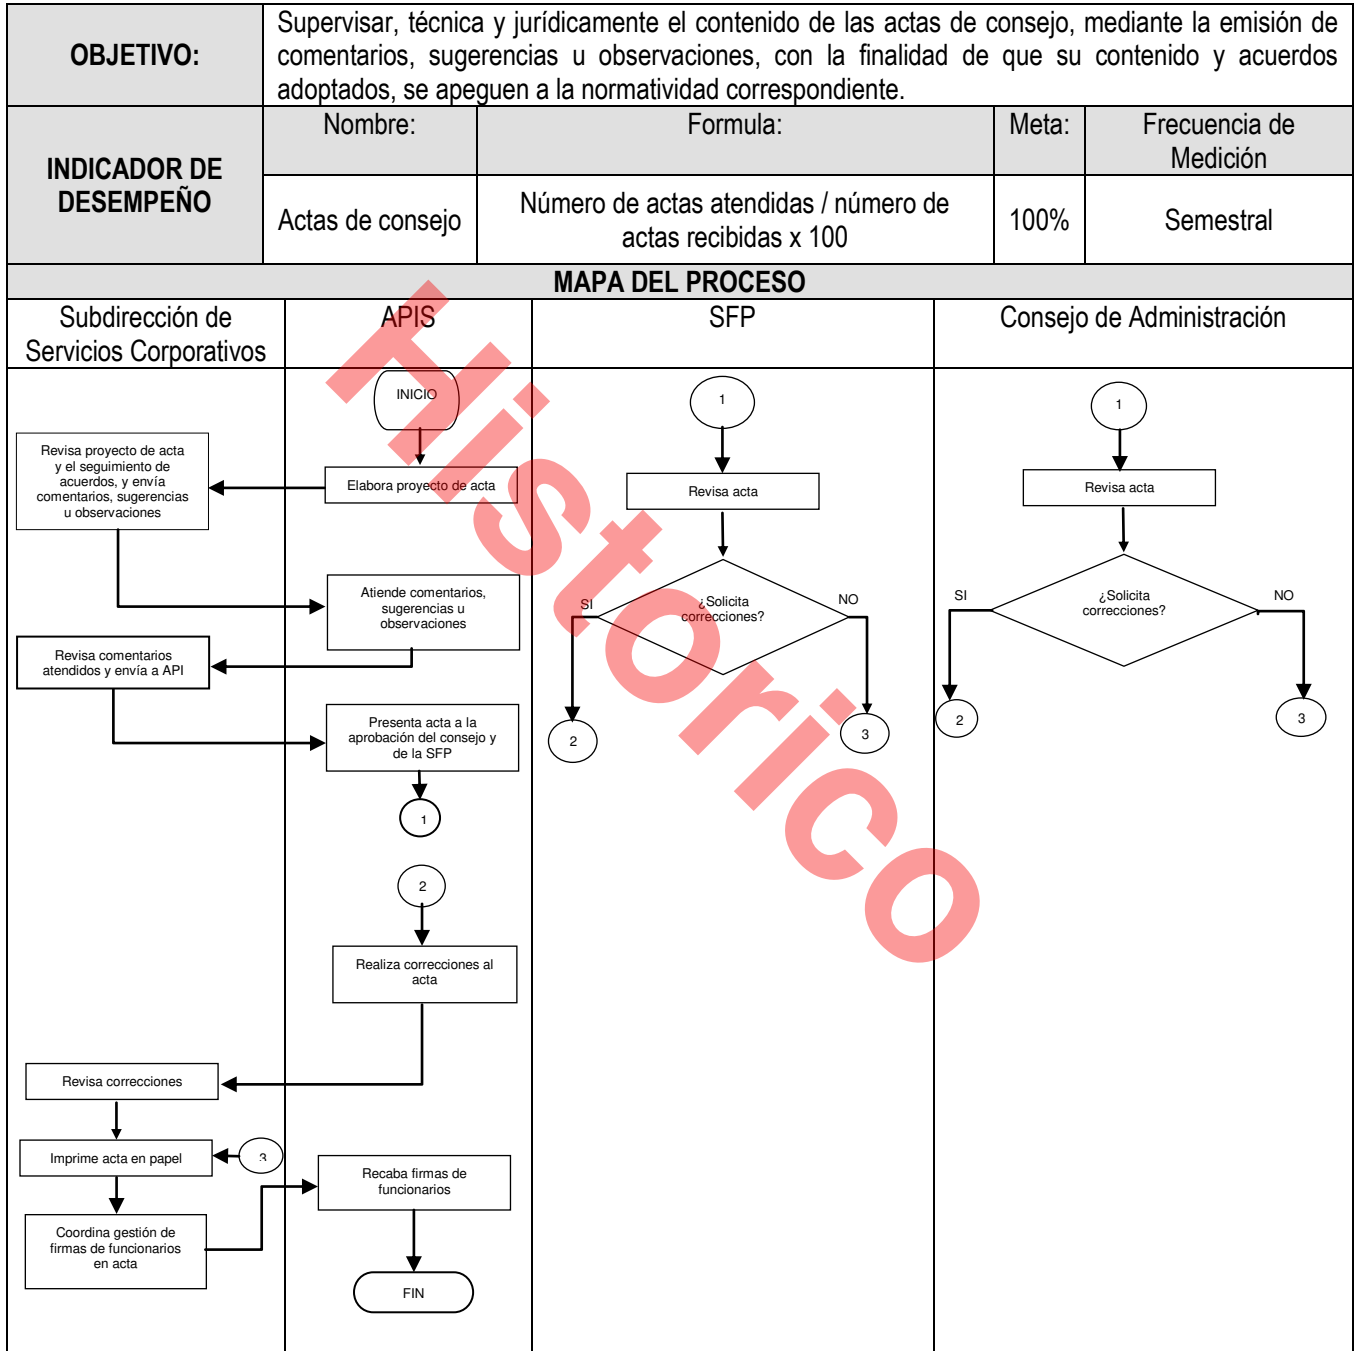 OBJETIVO:
Supervisar, técnica y jurídicamente el contenido de las actas de consejo, mediante la emisión de
comentarios, sugerencias u observaciones, con la finalidad de que su contenido y acuerdos
adoptados, se apeguen a la normatividad correspondiente.
INDICADOR DE
DESEMPEÑO
Nombre:
Formula:
Meta:
Frecuencia de
Medición
Actas de consejo
Número de actas atendidas / número de
actas recibidas x 100
100%
Semestral
MAPA DEL PROCESO
Subdirección de
Servicios Corporativos
APIS
SFP
Consejo de Administración
INICIO
Elabora proyecto de acta
Revisa proyecto de acta
y el seguimiento de
acuerdos, y envía
comentarios, sugerencias
u observaciones
Atiende comentarios,
sugerencias u
observaciones
Revisa comentarios
atendidos y envía a API
Presenta acta a la
aprobación del consejo y
de la SFP
1
2
Realiza correcciones al
acta
Revisa correcciones
Imprime acta en papel
3
Coordina gestión de
firmas de funcionarios
en acta
Recaba firmas de
funcionarios
FIN
1
Revisa acta
¿Solicita
correcciones?
SI
NO
2
3
1
Revisa acta
¿Solicita
correcciones?
SI
NO
2
3
Historico